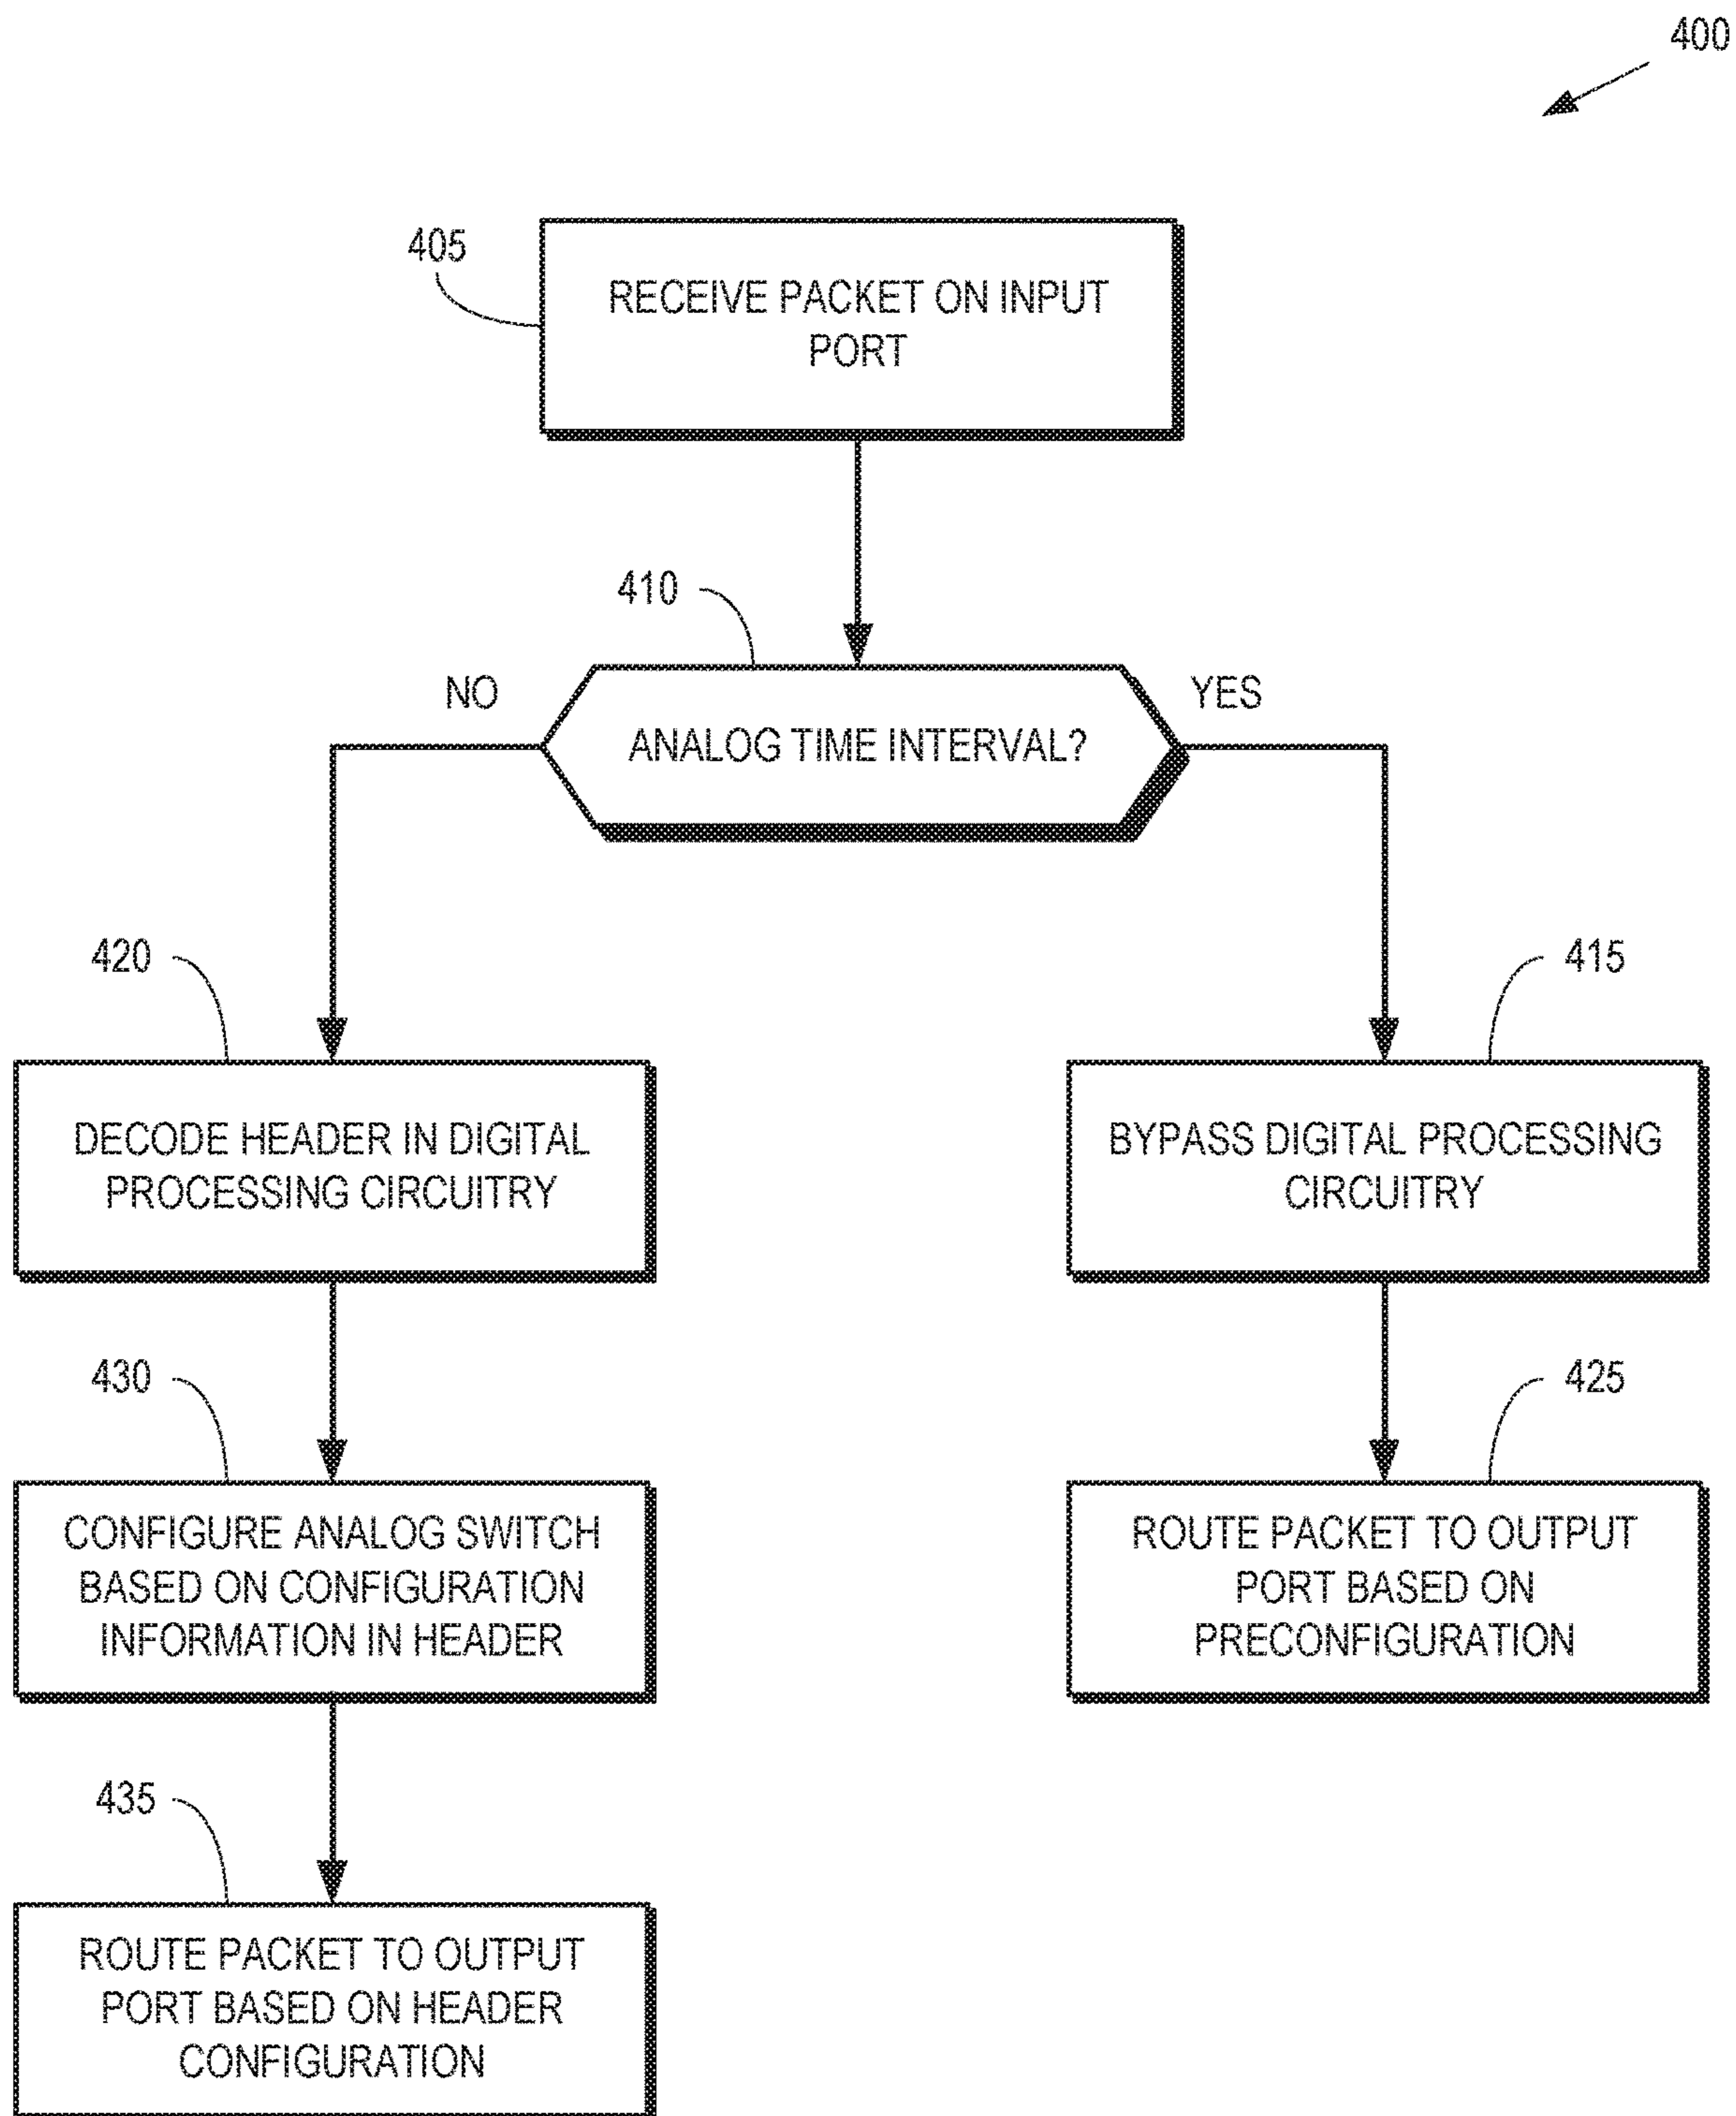 400
405
RECEIVE PACKET ON INPUT
PORT
410
NO
YES
ANALOG TIME INTERVAL?
420
415
DECODE HEADER IN DIGITAL
PROCESSING CIRCUITRY
BYPASS DIGITAL PROCESSING
CIRCUITRY
430
425
CONFIGURE ANALOG SWITCH
BASED ON CONFIGURATION
INFORMATION IN HEADER
ROUTE PACKET TO OUTPUT
PORT BASED ON
PRECONFIGURATION
435
ROUTE PACKET TO OUTPUT
PORT BASED ON HEADER
CONFIGURATION